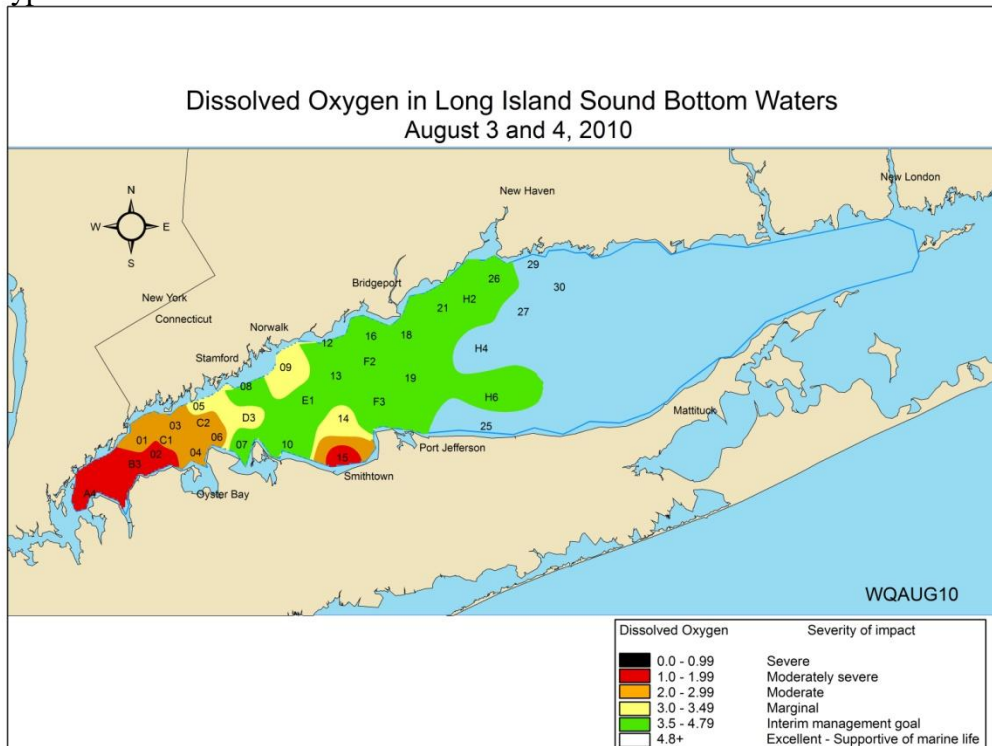 yp
Dissolved Oxygen in Long Island Sound Bottom Waters
August 3 and 4, 2010
N
W E
S
New London
New Haven
29
26
30
Bridgeport
H2
21
27
New York
Connecticut
Norwalk
12
16
18
H4
Stamford
09
F2
13
19
08
H6
E1
F3
05
Mattituck
D3
14
C2
03
25
01
C1
06
07
10
Port Jefferson
02
04
B3
15
Smithtown
A4
Oyster Bay
WQAUG10
Dissolved Oxygen Severity of impact
0.0 - 0.99 Severe
1.0 - 1.99 Moderately severe
2.0 - 2.99 Moderate
3.0 - 3.49 Marginal
3.5 - 4.79 Interim management goal
4.8+ Excellent - Supportive of marine life